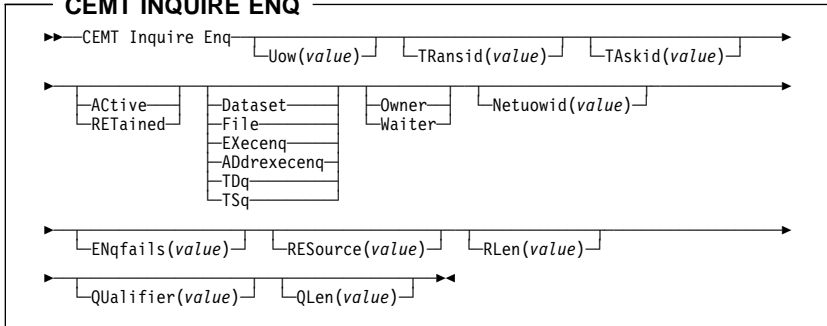 CEMT INQUIRE ENQ
CEMT Inquire Enq
Uow(value) TRansid(value) TAskid(value)
ACtive Dataset Owner Netuowid(value)
RETained File Waiter
EXecenq
ADdrexecenq
TDq
TSq
ENqfails(value) RESource(value) RLen(value)
QUalifier(value) QLen(value)